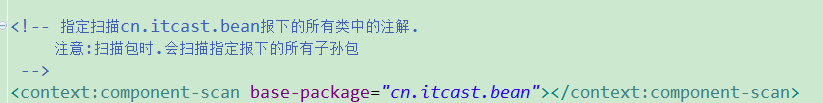 <!-- 指定扫描cn.itcast.bean报下的所有类中的注解.
注意:扫描包时.会扫描指定报下的所有子孙包
-->
<context:component-scan base-package="cn.itcast.bean"></context:component-scan>